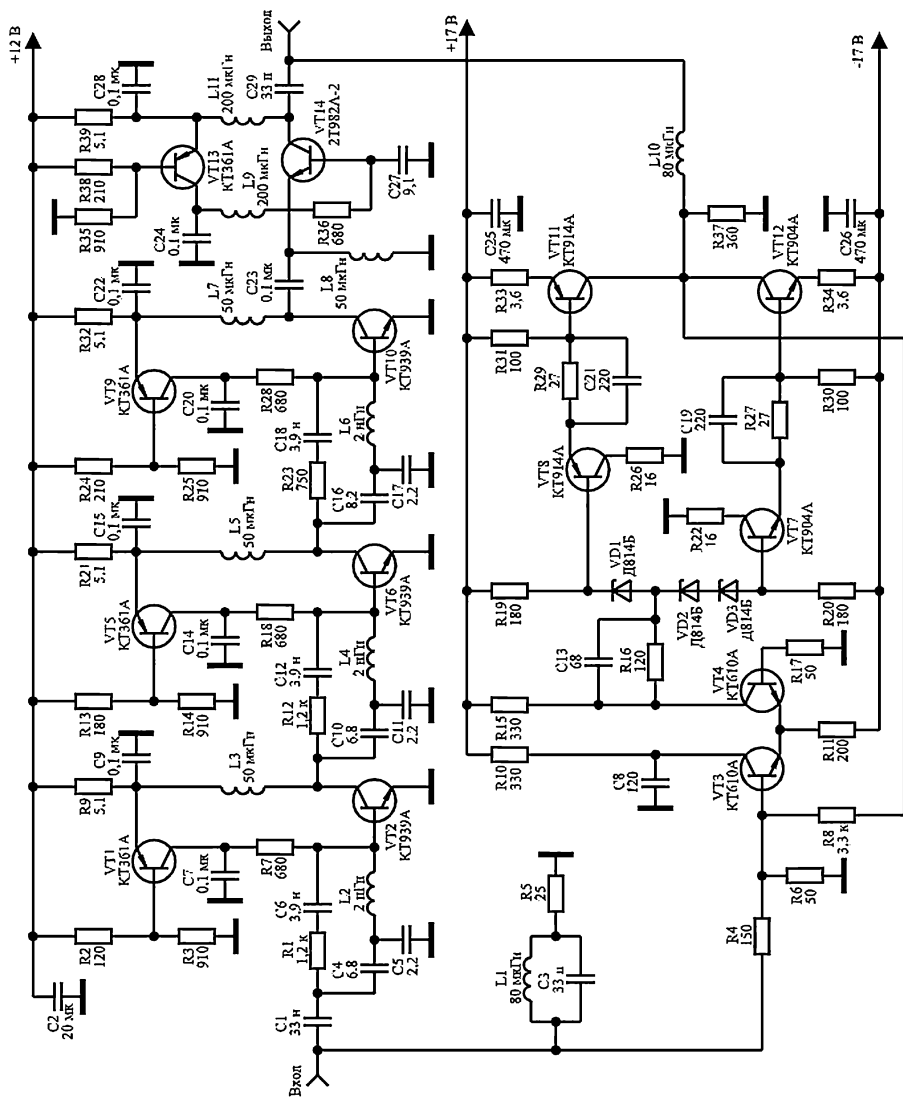 +12 В
C2
20 мк
R2
120
R9
5.1
C9
0,1 мк
R13
180
R21
5.1
C15
0,1 мк
R24
210
R32
5.1
C22
0,1 мк
R35
910
R38
210
R39
5.1
C28
0,1 мк
VT1
КТ361А
R3
910
C7
0,1 мк
VT5
КТ361А
R14
910
C14
0,1 мк
VT9
КТ361А
R25
910
C20
0,1 мк
VT13
КТ361А
C24
0,1 мк
L3
50 мкГн
L5
50 мкГн
L7
50 мкГн
L9
200 мкГн
L11
200 мкГн
R7
680
R18
680
R28
680
R36
680
C23
0,1 мк
C29
33 п
Выход
Вход
C1
33 н
R1
1,2 к
C6
3,9 н
C4
6.8
L2
2 нГн
C5
2,2
VT2
КТ939А
R12
1,2 к
C12
3,9 н
C10
6.8
L4
2 нГн
C11
2.2
VT6
КТ939А
R23
750
C18
3,9 н
C16
8.2
L6
2 нГн
C17
2.2
VT10
КТ939А
L8
50 мкГн
VT14
2Т982А-2
C27
9,1
+17 В
R10
330
R15
330
R19
180
R31
100
R33
3,6
C25
470 мк
L1
80 мкГн
C3
33 н
R5
25
C8
120
C13
68
R16
120
VD1
Д814Б
VD2
Д814Б
VD3
Д814Б
VT8
КТ914А
R26
16
R29
27
C21
220
VT11
КТ914А
L10
80 мкГн
R37
360
R22
16
VT7
КТ904А
C19
220
R27
27
VT12
КТ904А
R4
150
R6
50
R8
3.3 к
VT3
КТ610А
VT4
КТ610А
R11
200
R17
50
R20
180
R30
100
R34
3,6
C26
470 мк
-17 В